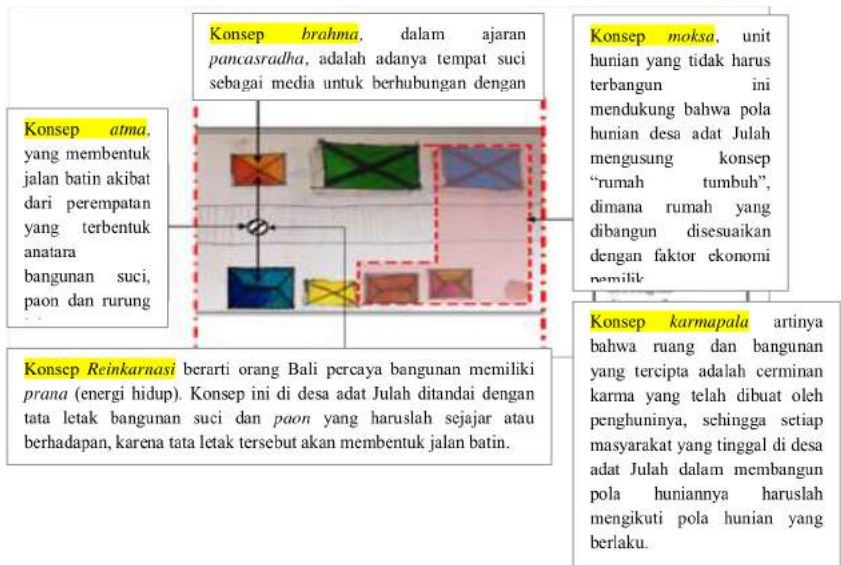 Konsep brahma, dalam ajaran
pancasradha, adalah adanya tempat suci
sebagai media untuk berhubungan dengan
Konsep moksa, unit
hunian yang tidak harus
terbangun ini
mendukung bahwa pola
hunian desa adat Julah
mengusung konsep
“rumah tumbuh”,
dimana rumah yang
dibangun disesuaikan
dengan faktor ekonomi
pemilik
Konsep atma,
yang membentuk
jalan batin akibat
dari perempatan
yang terbentuk
anatara
bangunan suci,
paon dan rurung
Konsep Reinkarnasi berarti orang Bali percaya bangunan memiliki
prana (energi hidup). Konsep ini di desa adat Julah ditandai dengan
tata letak bangunan suci dan paon yang haruslah sejajar atau
berhadapan, karena tata letak tersebut akan membentuk jalan batin.
Konsep karmapala artinya
bahwa ruang dan bangunan
yang tercipta adalah cerminan
karma yang telah dibuat oleh
penghuninya, sehingga setiap
masyarakat yang tinggal di desa
adat Julah dalam membangun
pola huniannya haruslah
mengikuti pola hunian yang
berlaku.